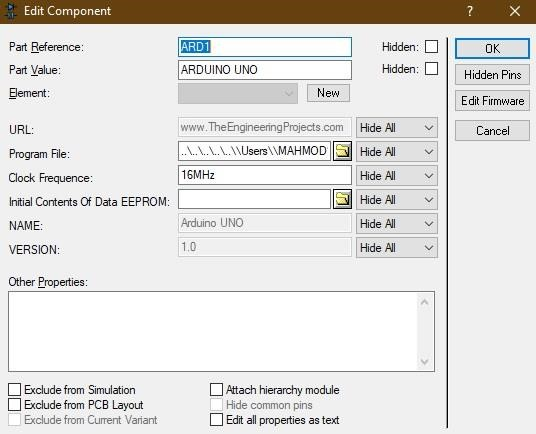 Edit Component
Part Reference: ARD1 Hidden:
Part Value: ARDUINO UNO Hidden:
Element: New
URL: www.TheEngineeringProjects.com Hide All
Program File: ..\..\..\..\..\\Users\\MAHMOD' Hide All
Clock Frequence: 16MHz Hide All
Initial Contents Of Data EEPROM: Hide All
NAME: Arduino UNO Hide All
VERSION: 1.0 Hide All
Other Properties:
Exclude from Simulation Attach hierarchy module
Exclude from PCB Layout Hide common pins
Exclude from Current Variant Edit all properties as text
OK
Hidden Pins
Edit Firmware
Cancel